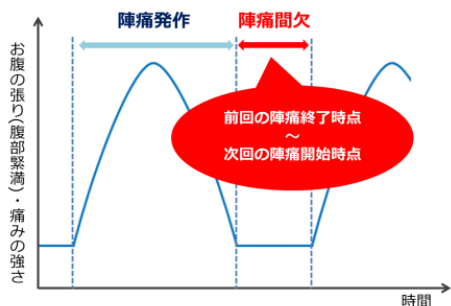 陣痛発作
陣痛間欠
お腹の張り(腹部緊満)・痛みの強さ
前回の陣痛終了時点
～
次回の陣痛開始時点
時間